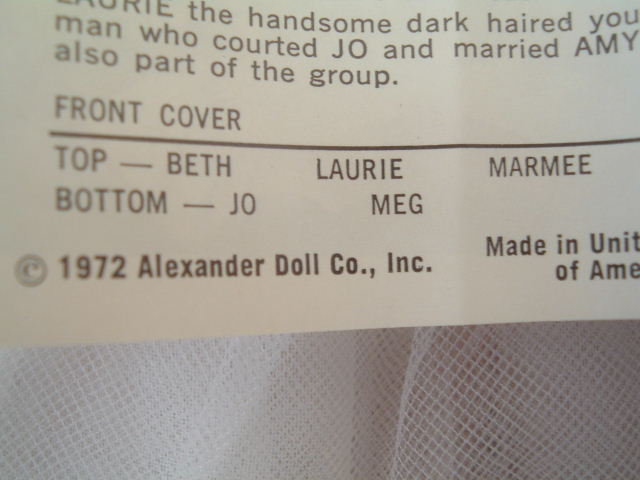 LAURIE the handsome dark haired you
man who courted JO and married AMY
also part of the group.
FRONT COVER
TOP — BETH LAURIE MARMEE
BOTTOM — JO MEG
© 1972 Alexander Doll Co., Inc.
Made in Unit
of Ame